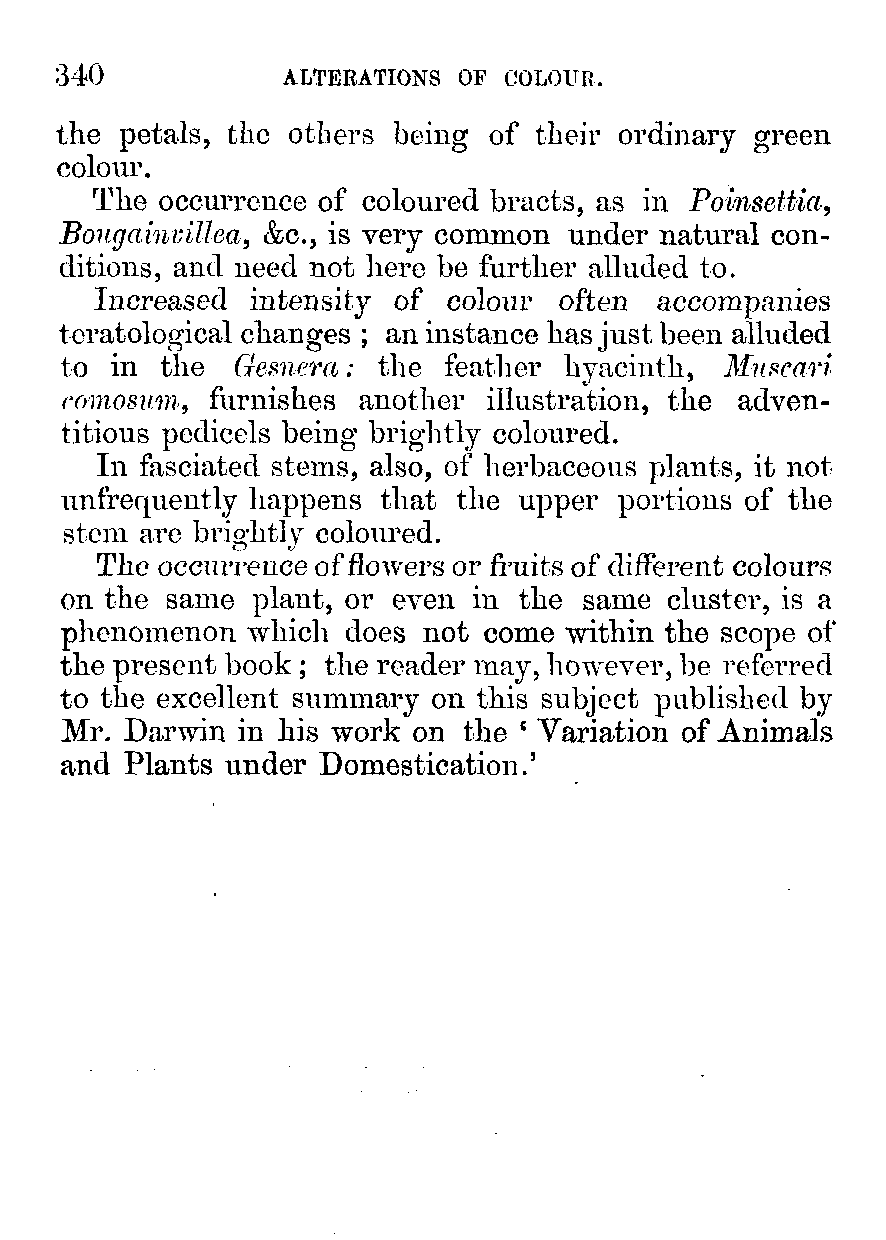 340 ALTERATIONS OF COLOUR.
the petals, the others being of their ordinary green
colour.
The occurrence of coloured bracts, as in Poinsettia,
Bougainvillea, &c., is very common under natural con-
ditions, and need not here be further alluded to.
Increased intensity of colour often accompanies
teratological changes ; an instance has just been alluded
to in the Gesnera : the feather hyacinth, Muscari
comosum, furnishes another illustration, the adven-
titious pedicels being brightly coloured.
In fasciated stems, also, of herbaceous plants, it not
unfrequently happens that the upper portions of the
stem are brightly coloured.
The occurrence of flowers or fruits of different colours
on the same plant, or even in the same cluster, is a
phenomenon which does not come within the scope of
the present book ; the reader may, however, be referred
to the excellent summary on this subject published by
Mr. Darwin in his work on the ‘ Variation of Animals
and Plants under Domestication.’